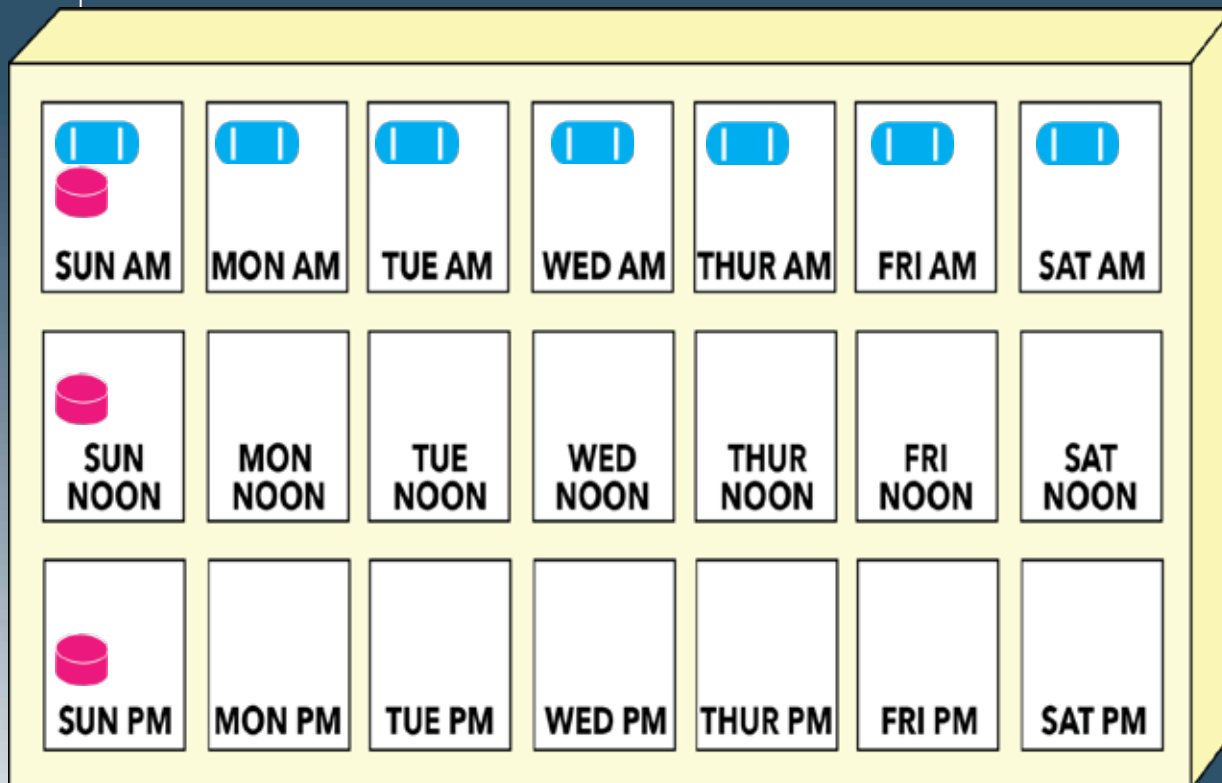 SUN AM
MON AM
TUE AM
WED AM
THUR AM
FRI AM
SAT AM
SUN
NOON
MON
NOON
TUE
NOON
WED
NOON
THUR
NOON
FRI
NOON
SAT
NOON
SUN PM
MON PM
TUE PM
WED PM
THUR PM
FRI PM
SAT PM